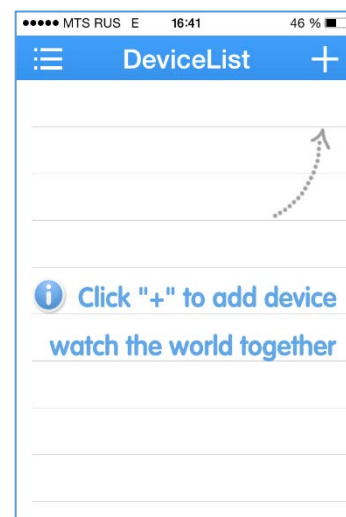 MTS RUS E 16:41 46 %
DeviceList
Click "+" to add device
watch the world together